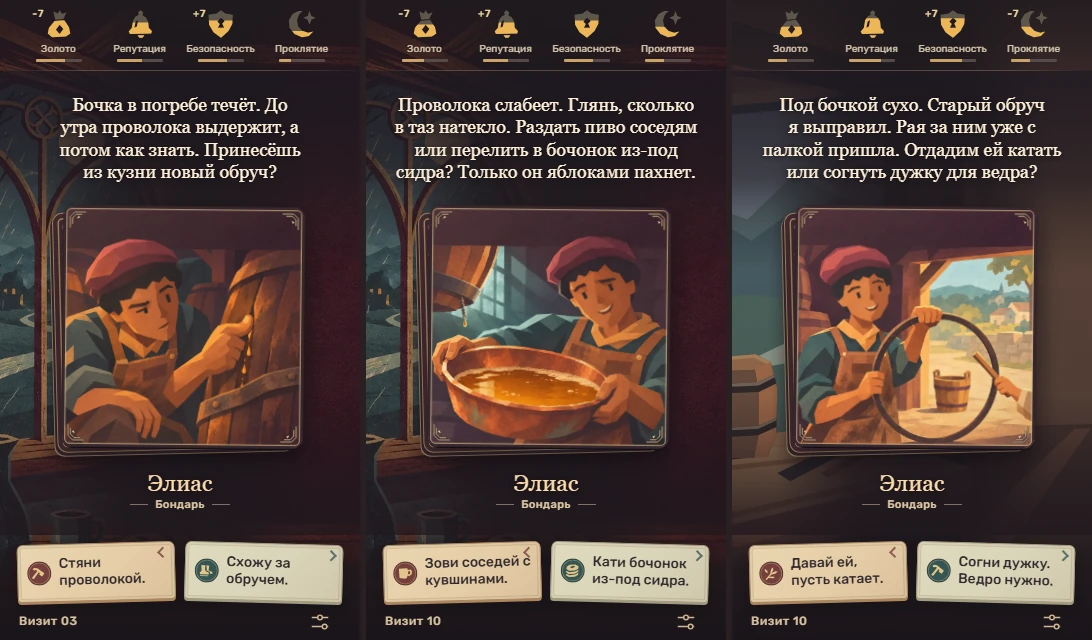 -7
+7
Золото
Репутация
Безопасность
Проклятие
Бочка в погребе течёт. До
утра проволока выдержит, а
потом как знать. Принесёшь
из кузни новый обруч?
Элиас
Бондарь
Стяни
проволокой.
Схожу за
обручем.
Визит 03
-7
+7
Золото
Репутация
Безопасность
Проклятие
Проволока слабеет. Глянь, сколько
в таз натекло. Раздать пиво соседям
или перелить в бочонок из-под
сидра? Только он яблоками пахнет.
Элиас
Бондарь
Зови соседей с
кувшинами.
Кати бочонок
из-под сидра.
Визит 10
+7
-7
Золото
Репутация
Безопасность
Проклятие
Под бочкой сухо. Старый обруч
я выправил. Рая за ним уже с
палкой пришла. Отдадим ей катать
или согнуть дужку для ведра?
Элиас
Бондарь
Давай ей,
пусть катает.
Согни дужку.
Ведро нужно.
Визит 10